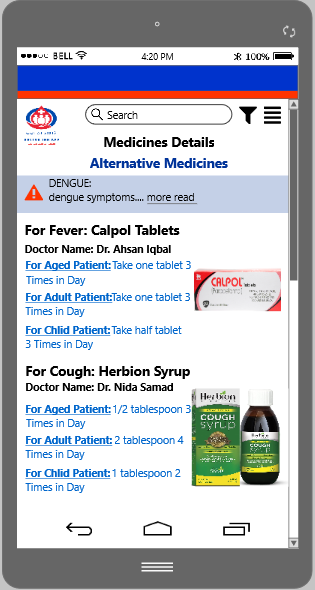 BELL 4:20 PM 100%
Search
Medicines Details
Alternative Medicines
DENGUE:
dengue symptoms.... more read
For Fever: Calpol Tablets
Doctor Name: Dr. Ahsan Iqbal
For Aged Patient: Take one tablet 3
Times in Day
For Adult Patient: Take one tablet 3
Times in Day
For Chlid Patient: Take half tablet
3 Times in Day
CALPOL Tablets
For Cough: Herbion Syrup
Doctor Name: Dr. Nida Samad
For Aged Patient: 1/2 tablespoon 3
Times in Day
For Adult Patient: 2 tablespoon 4
Times in Day
For Chlid Patient: 1 tablespoon 2
Times in Day
Herbion
COUGH
syrup
COUGH
syrup